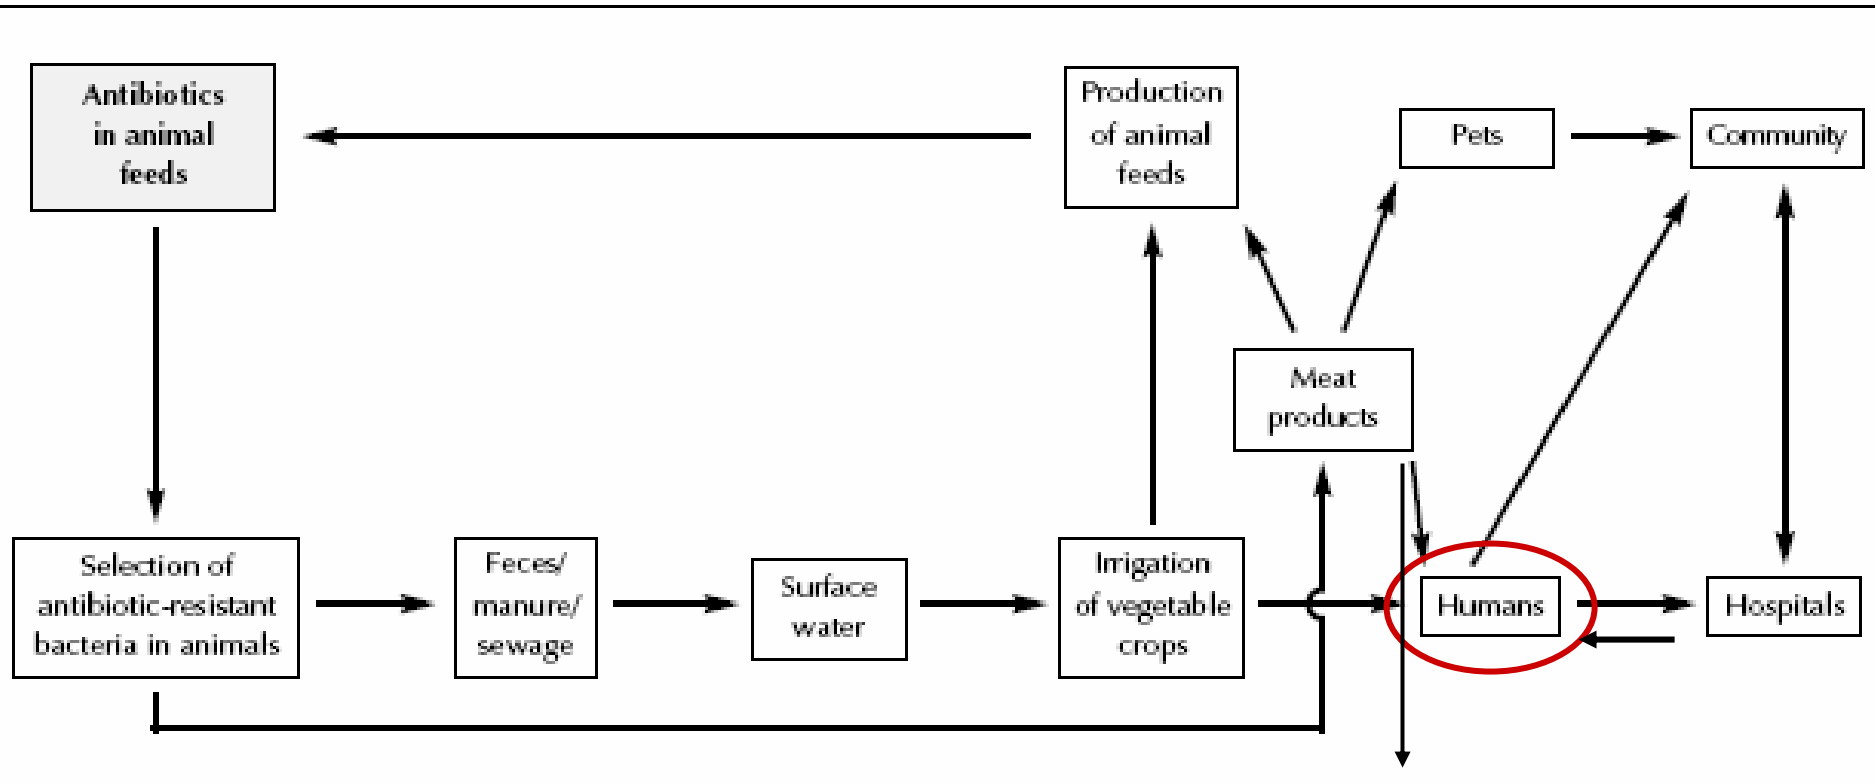 Antibiotics
in animal
feeds
Production
of animal
feeds
Pets
Community
Meat
products
Selection of
antibiotic-resistant
bacteria in animals
Feces/
manure/
sewage
Surface
water
Irrigation
of vegetable
crops
Humans
Hospitals